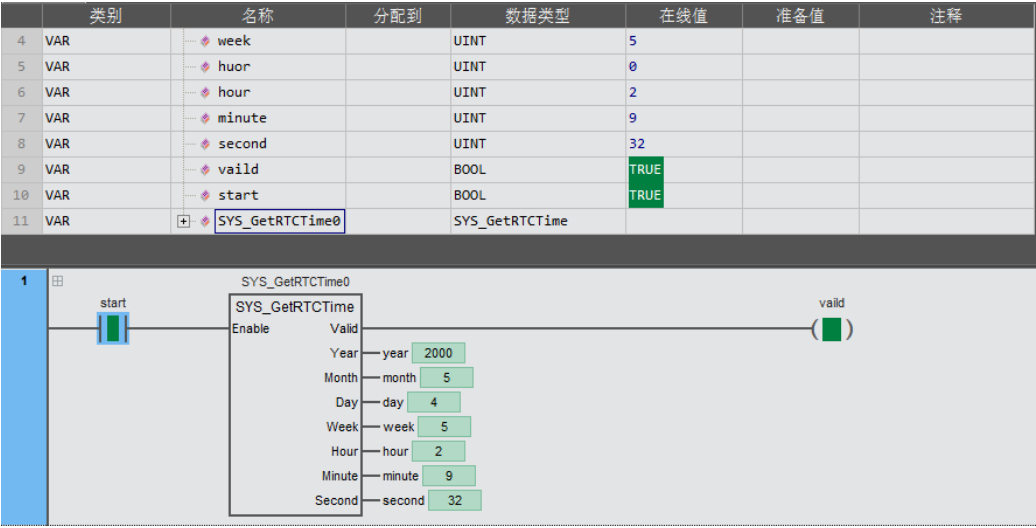 类别 名称 分配到 数据类型 在线值 准备值 注释
4 VAR week UINT 5
5 VAR huor UINT 0
6 VAR hour UINT 2
7 VAR minute UINT 9
8 VAR second UINT 32
9 VAR vaild BOOL TRUE
10 VAR start BOOL TRUE
11 VAR SYS_GetRTCTime0 SYS_GetRTCTime
1 SYS_GetRTCTime0
start SYS_GetRTCTime vaild
Enable Valid
Year year 2000
Month month 5
Day day 4
Week week 5
Hour hour 2
Minute minute 9
Second second 32